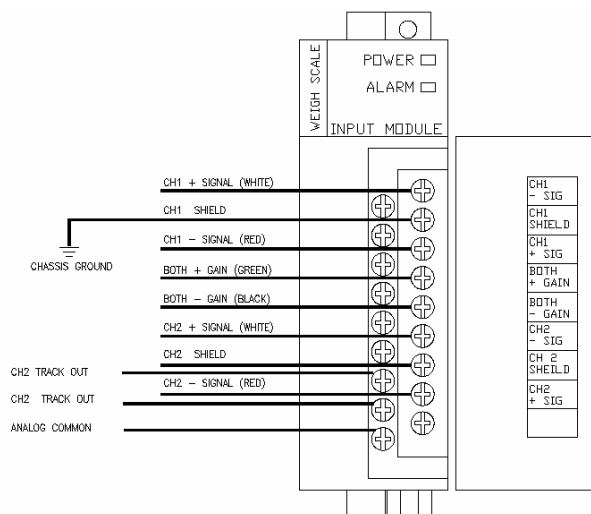 WEIGH SCALE
POWER
ALARM
INPUT MODULE
CH1 + SIGNAL (WHITE)
CH1 SHIELD
CHASSIS GROUND
CH1 - SIGNAL (RED)
BOTH + GAIN (GREEN)
BOTH - GAIN (BLACK)
CH2 + SIGNAL (WHITE)
CH2 SHIELD
CH2 TRACK OUT
CH2 - SIGNAL (RED)
CH2 TRACK OUT
ANALOG COMMON
CH1
- SIG
CH1
SHIELD
CH1
+ SIG
BOTH
+ GAIN
BOTH
- GAIN
CH2
- SIG
CH 2
SHEILD
CH2
+ SIG